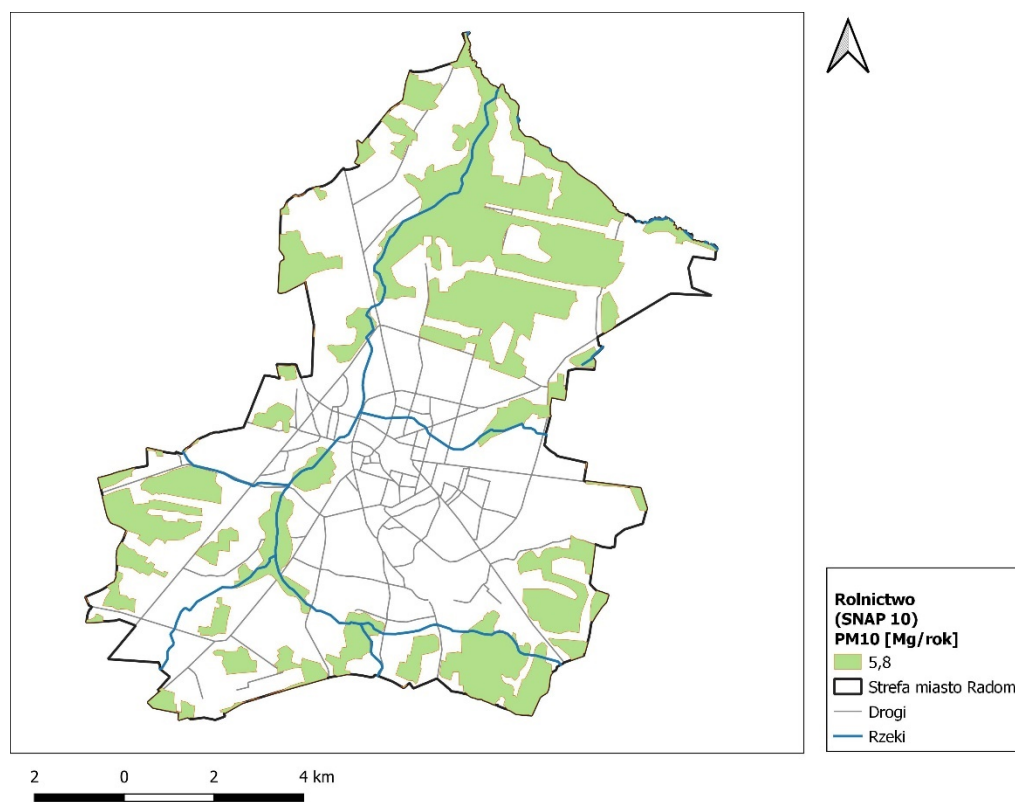 Rolnictwo
(SNAP 10)
PM10 [Mg/rok]
5,8
Strefa miasto Radom
Drogi
Rzeki
2 0 2 4 km